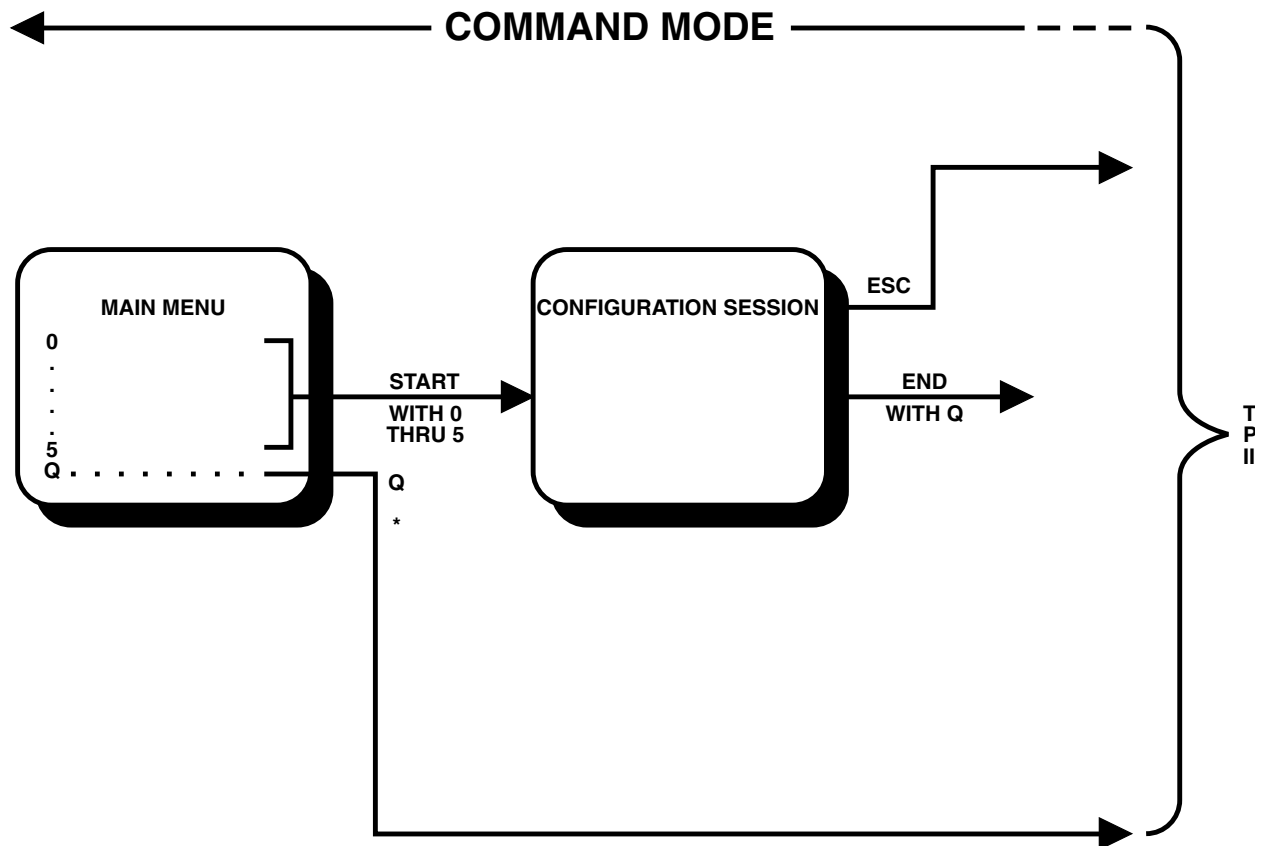 COMMAND MODE
MAIN MENU
0
.
.
.
.
5
Q . . . . . . . .
START
WITH 0
THRU 5
Q
*
CONFIGURATION SESSION
ESC
END
WITH Q
T
P